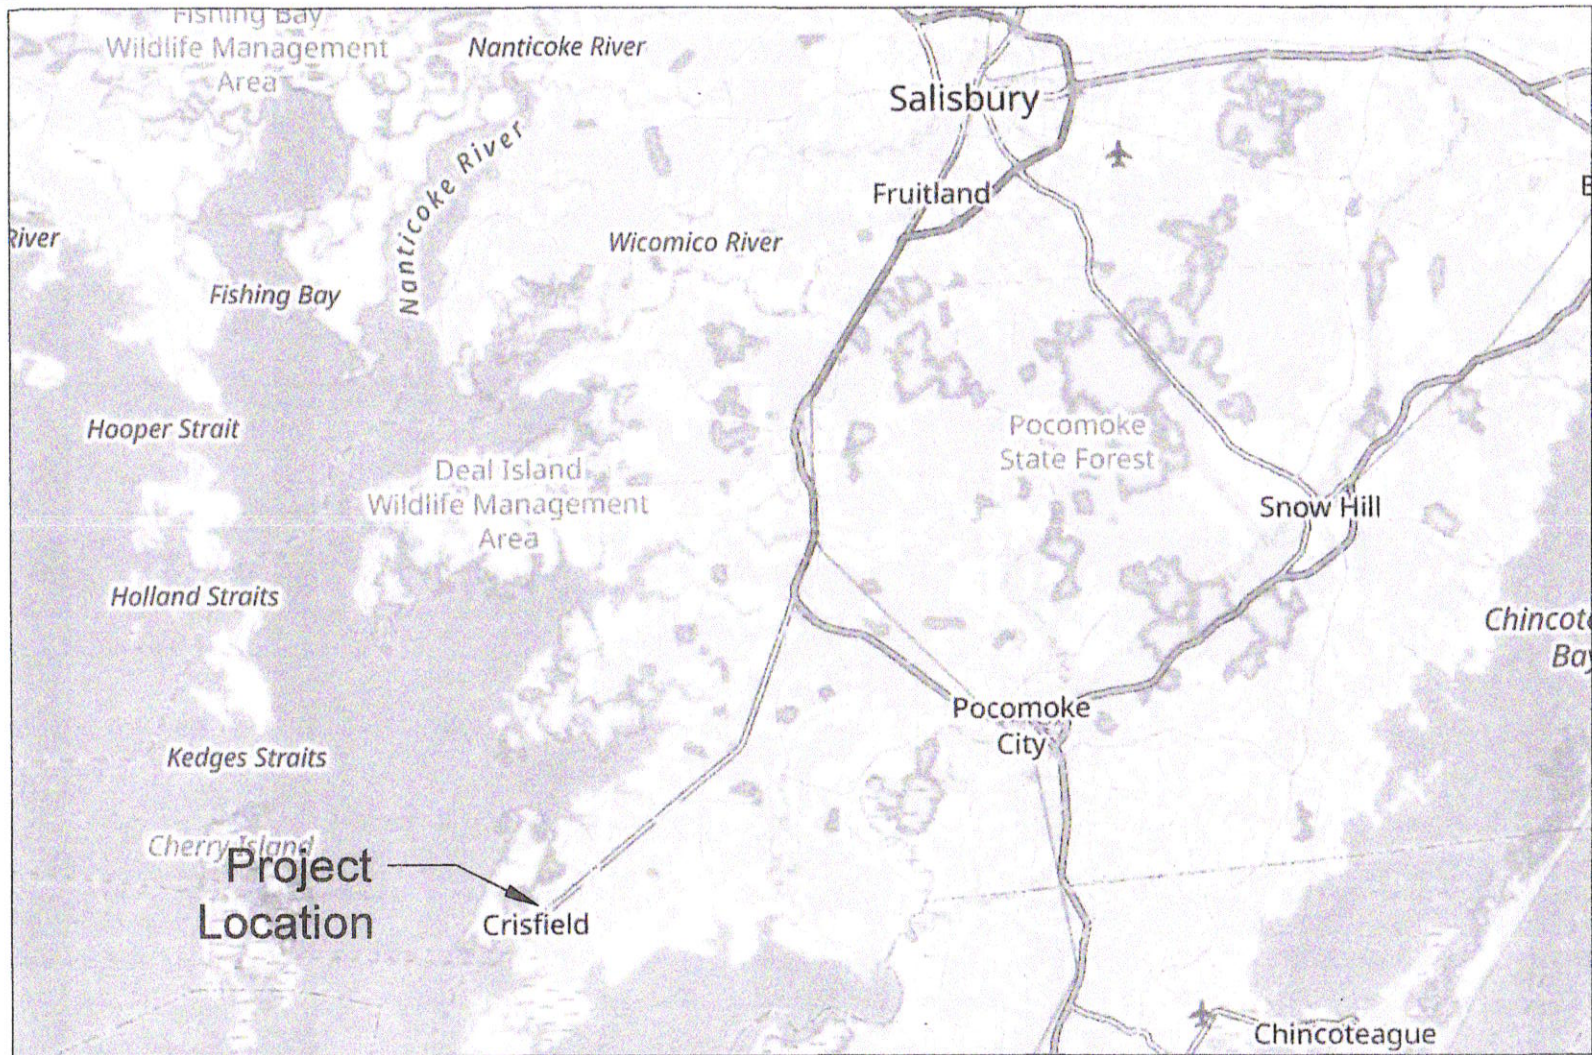 Fishing Bay
Wildlife Management
Area
Nanticoke River
Salisbury
Nanticoke River
Fruitland
River
Wicomico River
Fishing Bay
Hooper Strait
Pocomoke
State Forest
Deal Island
Wildlife Management
Area
Snow Hill
Holland Straits
Chincote
Bay
Pocomoke
City
Kedges Straits
Cherry Island
Project
Location
Crisfield
Chincoteague